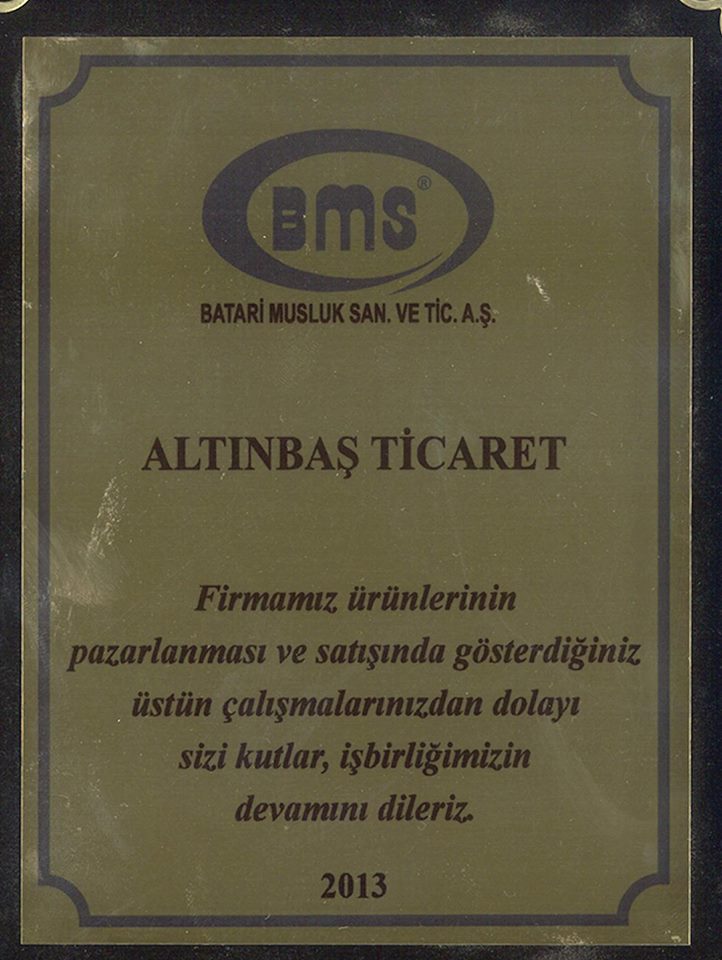 BMS®
BATARİ MUSLUK SAN. VE TİC. A.Ş.
ALTINBAŞ TİCARET
Firmamız ürünlerinin
pazarlanması ve satışında gösterdiğiniz
üstün çalışmalarınızdan dolayı
sizi kutlar, işbirliğimizin
devamını dileriz.
2013